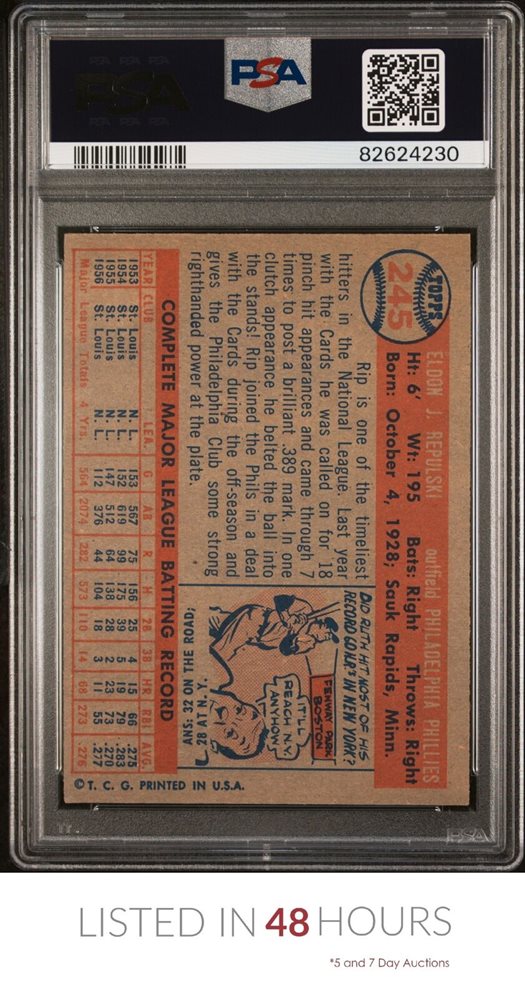 PSA PSA PSA
PSA
PSA PSA PSA
PSA
82624230
TOPPS
245
ELDON J. REPULSKI outfield PHILADELPHIA PHILLIES
Ht: 6' Wt: 195 Bats: Right Throws: Right
Born: October 4, 1928; Sauk Rapids, Minn.
Rip is one of the timeliest
hitters in the National League. Last year
with the Cards he was called on for 18
pinch hit appearances and came through 7
times to post a brilliant .389 mark. In one
clutch appearance he belted the ball into
the stands! Rip joined the Phils in a deal
with the Cards during the off-season and
gives the Philadelphia Club some strong
righthanded power at the plate.
DID RUTH HIT MOST OF HIS
RECORD 60 H.R.'S IN NEW YORK?
FENWAY PARK
BOSTON
IT'LL
REACH N.Y.
ANYHOW
ANS: 32 ON THE ROAD;
28 AT N.Y.
COMPLETE MAJOR LEAGUE BATTING RECORD
YEAR CLUB LEA. G AB R H 2B 3B HR RBI AVG.
1953 St. Louis N. L. 153 567 75 156 25 4 15 66 .275
1954 St. Louis N. L. 152 619 99 175 39 5 19 79 .283
1955 St. Louis N. L. 147 512 64 138 28 2 23 73 .270
1956 St. Louis N. L. 112 376 44 104 18 3 11 55 .277
Major League Totals 4 Yrs. 564 2074 282 573 110 14 68 273 .276
© T. C. G. PRINTED IN U.S.A.
PSA
LISTED IN 48 HOURS
*5 and 7 Day Auctions